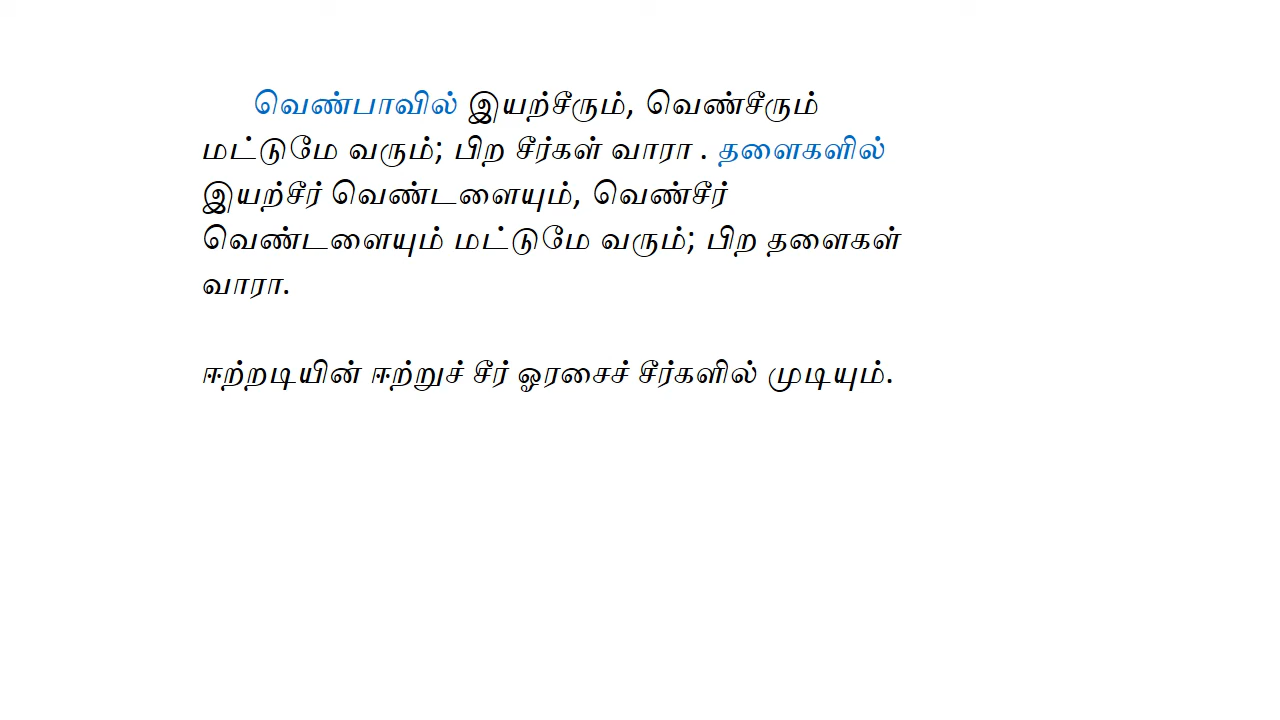 வெண்பாவில் இயற்சீரும், வெண்சீரும்
மட்டுமே வரும்; பிற சீர்கள் வாரா . தளைகளில்
இயற்சீர் வெண்டளையும், வெண்சீர்
வெண்டளையும் மட்டுமே வரும்; பிற தளைகள்
வாரா.
ஈற்றடியின் ஈற்றுச் சீர் ஓரசைச் சீர்களில் முடியும்.